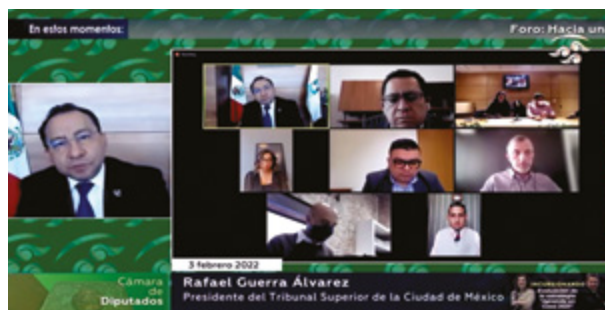 En estos momentos:
Foro: Hacia un
3 febrero 2022
Cámara
de
Diputados
Rafael Guerra Álvarez
Presidente del Tribunal Superior de la Ciudad de México
INCURSIONANDO